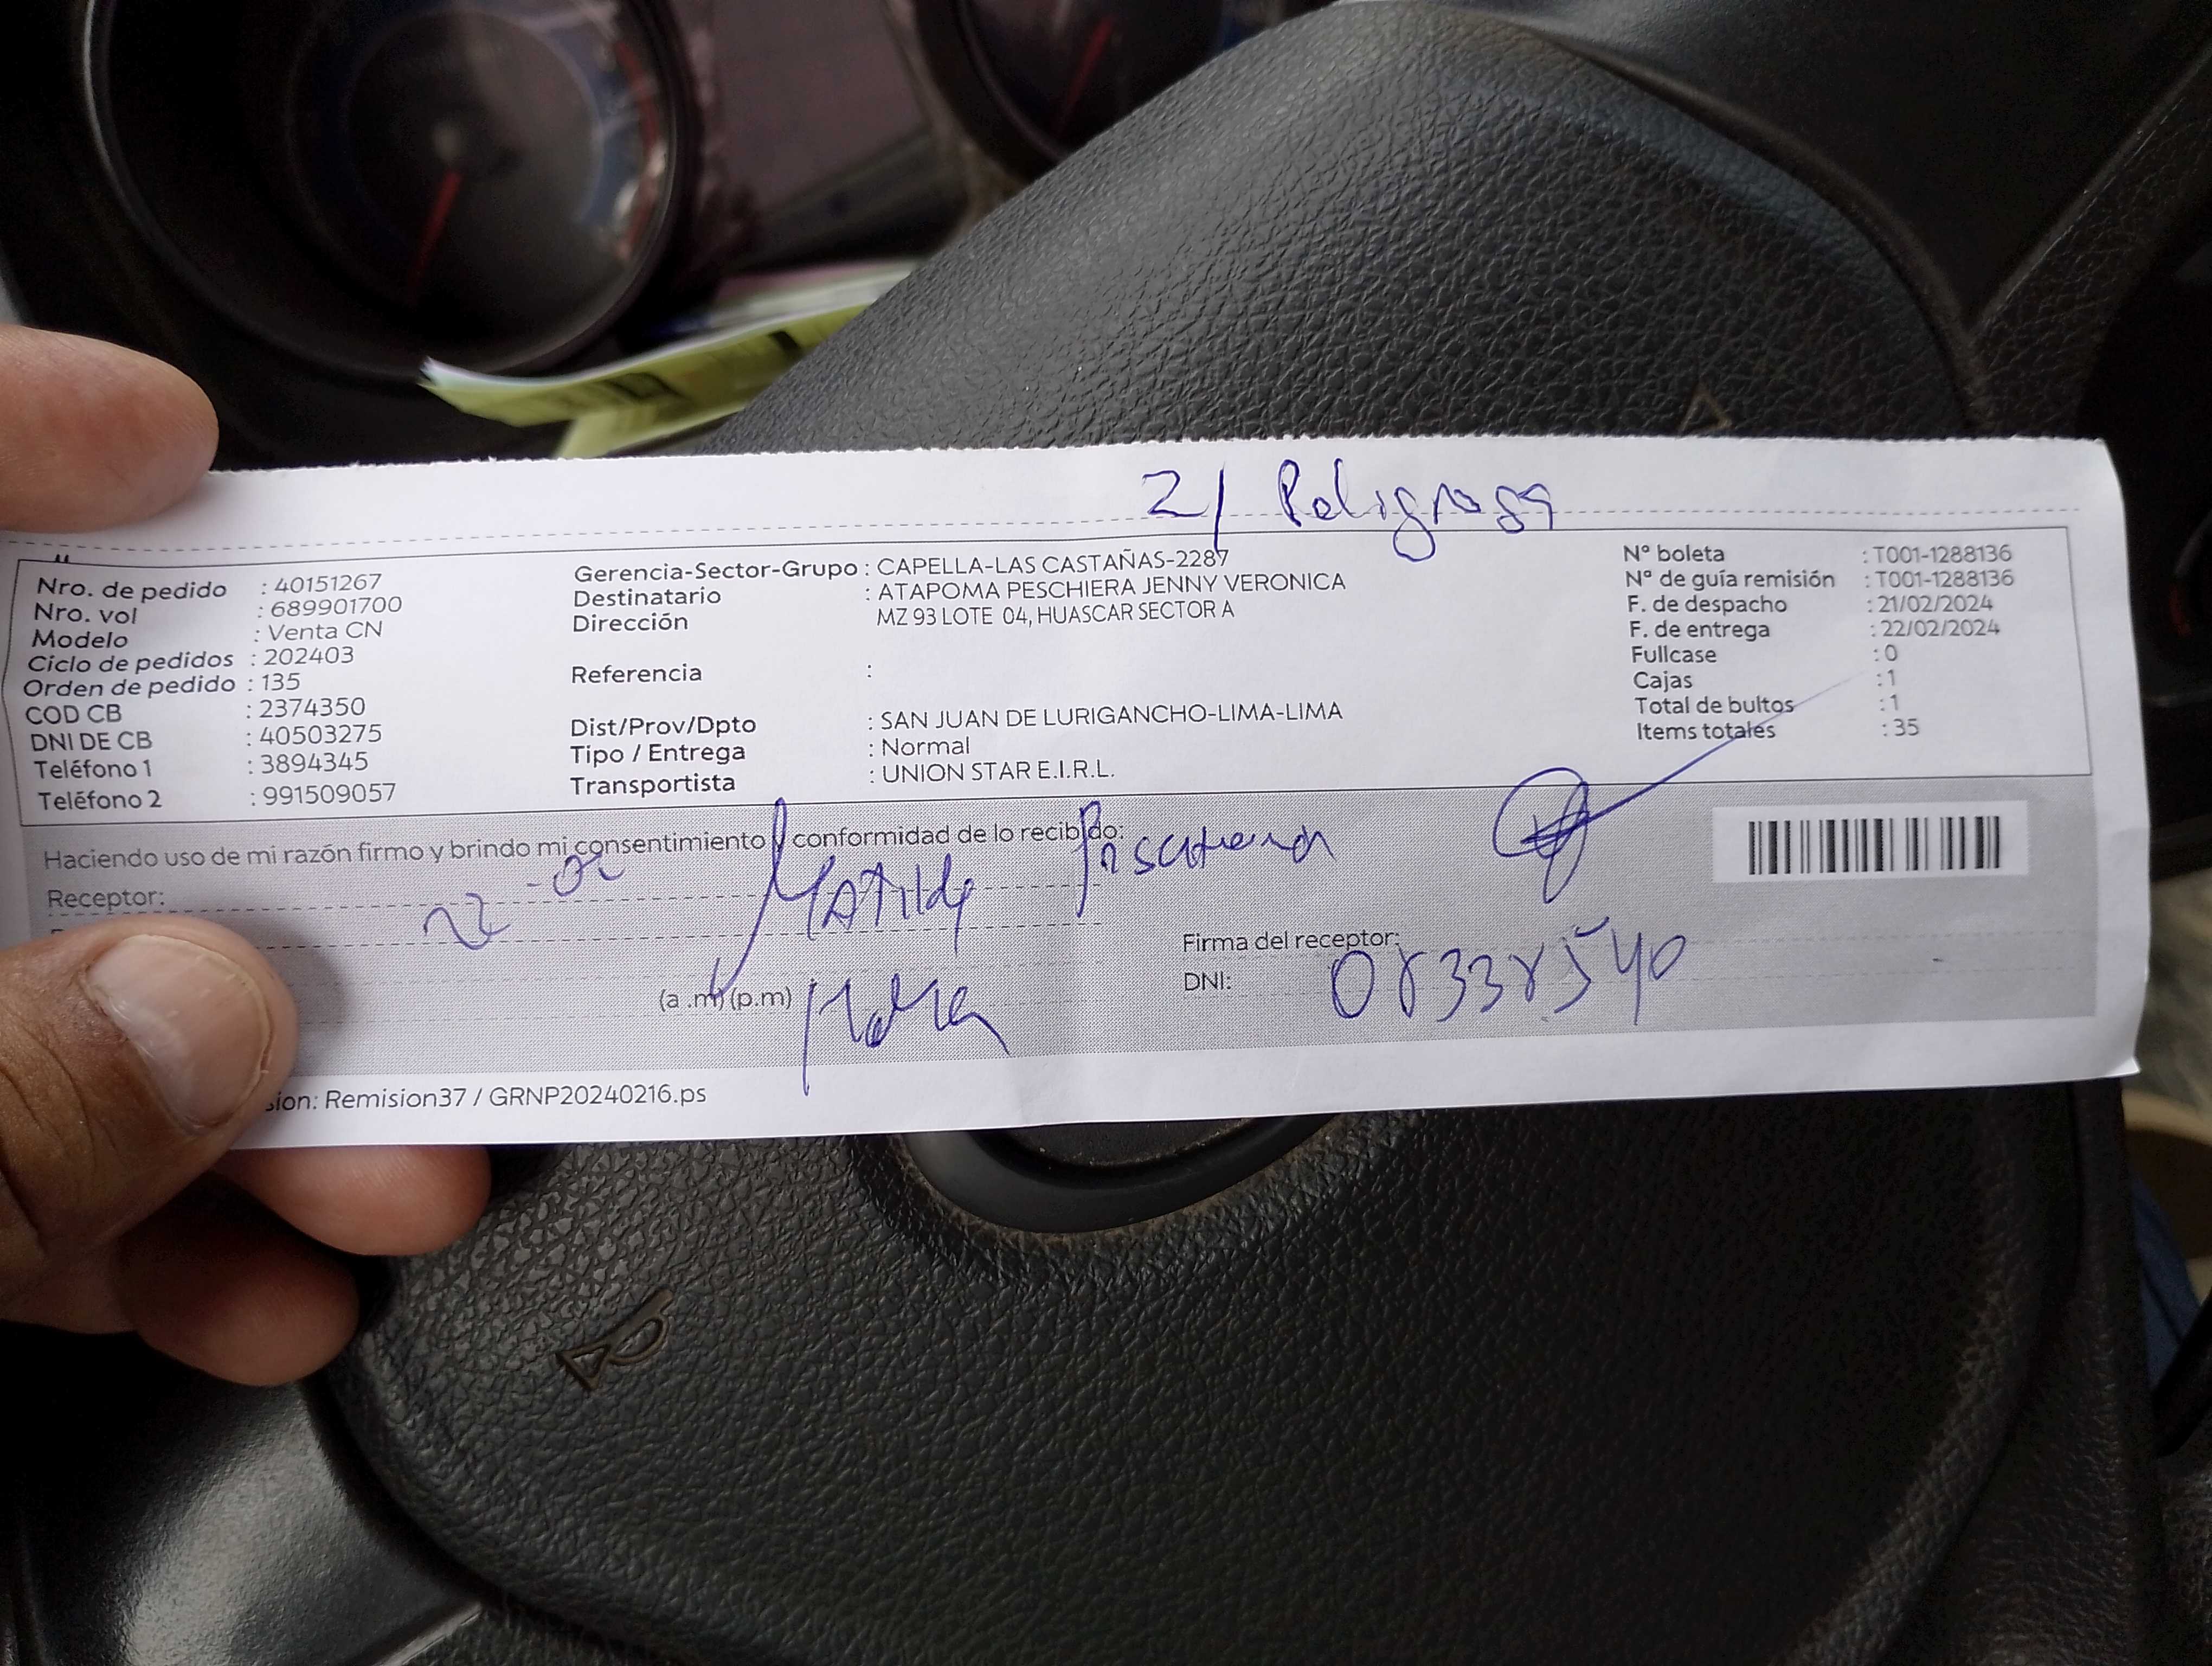 2/ Peligrosa
Nro. de pedido : 40151267
Nro. vol : 689901700
Modelo : Venta CN
Ciclo de pedidos : 202403
Orden de pedido : 135
COD CB : 2374350
DNI DE CB : 40503275
Teléfono 1 : 3894345
Teléfono 2 : 991509057
Gerencia-Sector-Grupo : CAPELLA-LAS CASTAÑAS-2287
Destinatario : ATAPOMA PESCHIERA JENNY VERONICA
Dirección MZ 93 LOTE 04, HUASCAR SECTOR A
Referencia :
Dist/Prov/Dpto : SAN JUAN DE LURIGANCHO-LIMA-LIMA
Tipo / Entrega : Normal
Transportista : UNION STAR E.I.R.L.
N° boleta : T001-1288136
N° de guía remisión : T001-1288136
F. de despacho : 21/02/2024
F. de entrega : 22/02/2024
Fullcase : 0
Cajas : 1
Total de bultos : 1
Items totales : 35
Haciendo uso de mi razón firmo y brindo mi consentimiento y conformidad de lo recibido:
Receptor: Matilde
22-02
(a .m) (p.m)
Firma del receptor:
DNI:
sion: Remision37 / GRNP20240216.ps